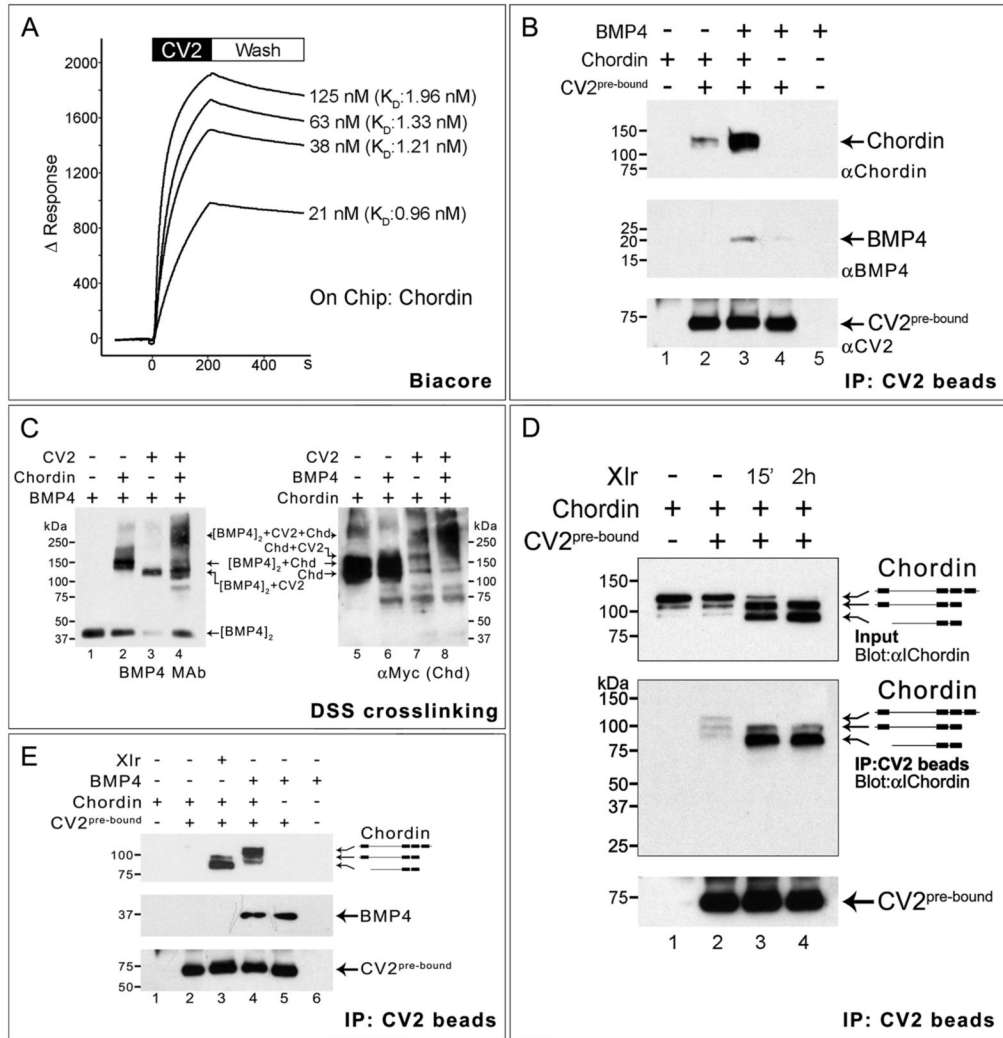 A
CV2 Wash
2000
1600
1200
800
400
0
Δ Response
125 nM (KD:1.96 nM)
63 nM (KD:1.33 nM)
38 nM (KD:1.21 nM)
21 nM (KD:0.96 nM)
On Chip: Chordin
0 200 400 s
Biacore
B
BMP4 - - + + +
Chordin + + + - -
CV2pre-bound - + + + -
150
100
75
Chordin
αChordin
25
20
15
BMP4
αBMP4
75
CV2pre-bound
αCV2
1 2 3 4 5
IP: CV2 beads
C
CV2 - - + +
Chordin - + - +
BMP4 + + + +
kDa
250
150
100
75
50
37
[BMP4]2+CV2+Chd
Chd+CV2
[BMP4]2+Chd
Chd
[BMP4]2+CV2
[BMP4]2
1 2 3 4
BMP4 MAb
CV2 - - + +
BMP4 - + - +
Chordin + + + +
kDa
250
150
100
75
50
37
5 6 7 8
αMyc (Chd)
DSS crosslinking
D
Xlr - - 15' 2h
Chordin + + + +
CV2pre-bound - + + +
150
100
75
Chordin
Input
Blot:αIChordin
kDa
150
100
75
50
37
25
Chordin
IP:CV2 beads
Blot:αIChordin
75
CV2pre-bound
1 2 3 4
IP: CV2 beads
E
Xlr - - + - - -
BMP4 - - - + + +
Chordin + + + + - -
CV2pre-bound - + + + + -
100
75
Chordin
37
BMP4
75
50
CV2pre-bound
1 2 3 4 5 6
IP: CV2 beads